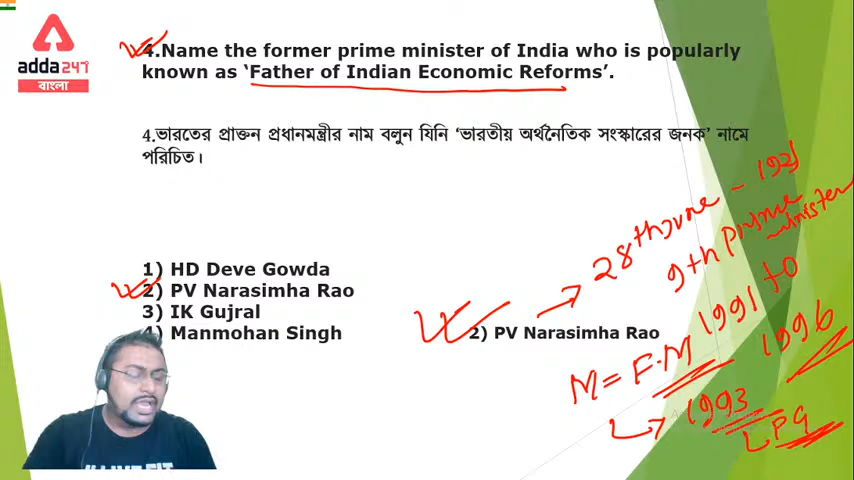 adda247
বাংলা
4.Name the former prime minister of India who is popularly
known as ‘Father of Indian Economic Reforms’.
4.ভারতের প্রাক্তন প্রধানমন্ত্রীর নাম বলুন যিনি ‘ভারতীয় অর্থনৈতিক সংস্কারের জনক’ নামে
পরিচিত।
1) HD Deve Gowda
2) PV Narasimha Rao
3) IK Gujral
4) Manmohan Singh
2) PV Narasimha Rao
28th June - 1921
9th Prime
minister
1991 to
1996
M = F.M
1993
LPG